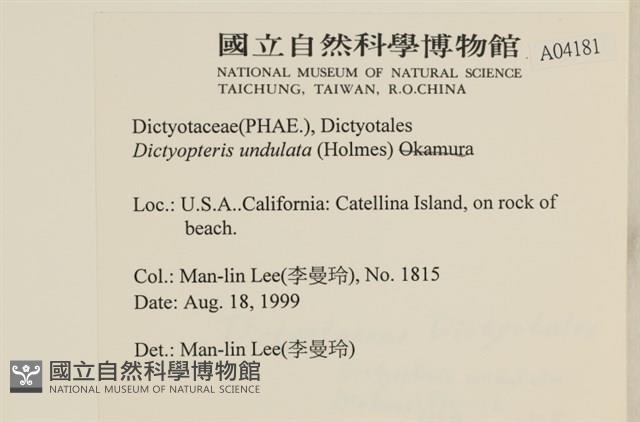 國立自然科學博物館
A04181
NATIONAL MUSEUM OF NATURAL SCIENCE
TAICHUNG, TAIWAN, R.O.CHINA
Dictyotaceae(PHAE.), Dictyotales
Dictyopteris undulata (Holmes) Okamura
Loc.: U.S.A..California: Catellina Island, on rock of
beach.
Col.: Man-lin Lee(李曼玲), No. 1815
Date: Aug. 18, 1999
Det.: Man-lin Lee(李曼玲)
國立自然科學博物館
NATIONAL MUSEUM OF NATURAL SCIENCE